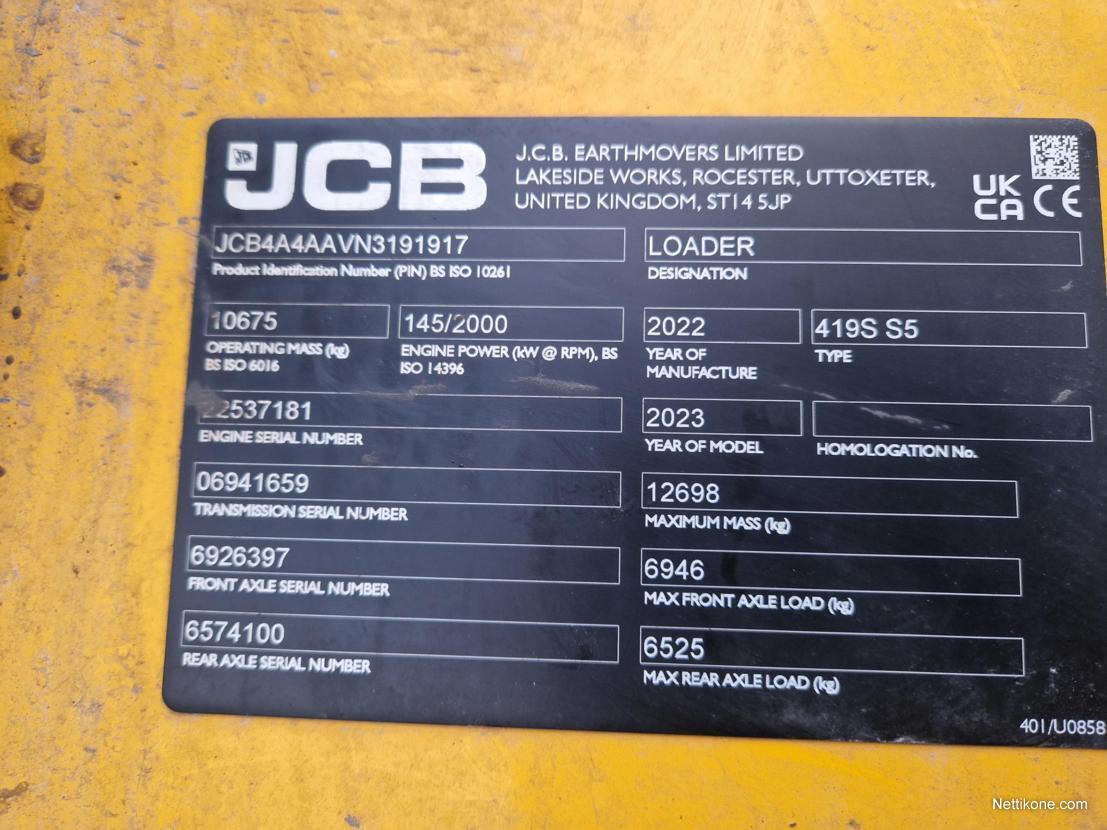 JCB
J.C.B. EARTHMOVERS LIMITED
LAKESIDE WORKS, ROCESTER, UTTOXETER,
UNITED KINGDOM, ST14 5JP
UK
CA CE
JCB4A4AAVN3191917
Product Identification Number (PIN) BS ISO 10261
LOADER
DESIGNATION
10675
OPERATING MASS (kg)
BS ISO 6016
145/2000
ENGINE POWER (kW @ RPM), BS
ISO 14396
2022
YEAR OF
MANUFACTURE
419S S5
TYPE
22537181
ENGINE SERIAL NUMBER
2023
YEAR OF MODEL
HOMOLOGATION No.
06941659
TRANSMISSION SERIAL NUMBER
12698
MAXIMUM MASS (kg)
6926397
FRONT AXLE SERIAL NUMBER
6946
MAX FRONT AXLE LOAD (kg)
6574100
REAR AXLE SERIAL NUMBER
6525
MAX REAR AXLE LOAD (kg)
401/U0858
Nettikone.com